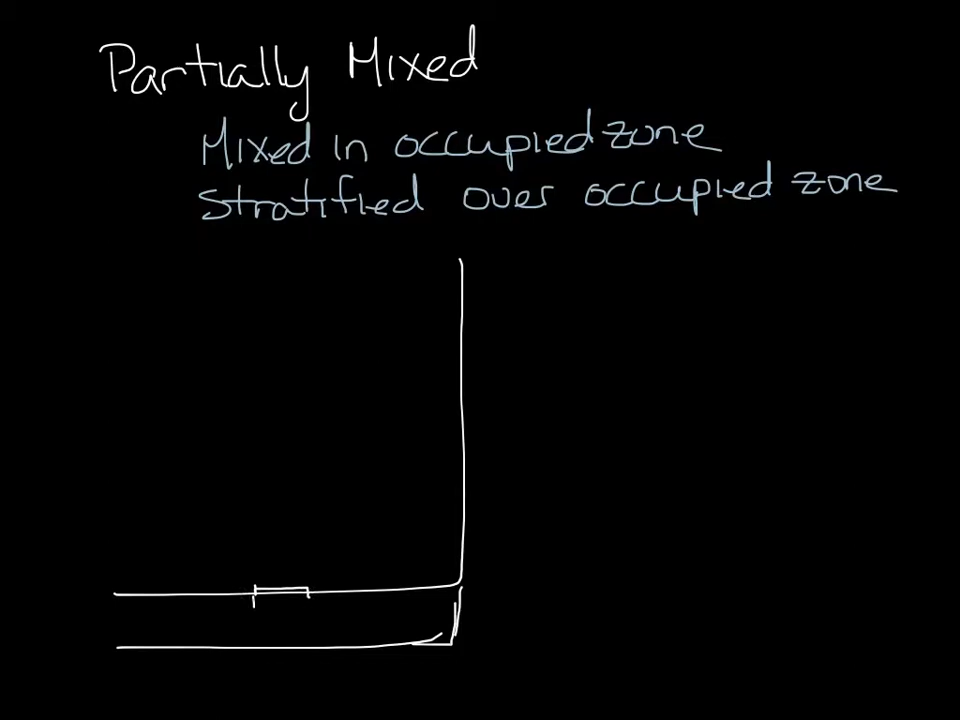 Partially Mixed
Mixed in occupied zone
Stratified over occupied zone